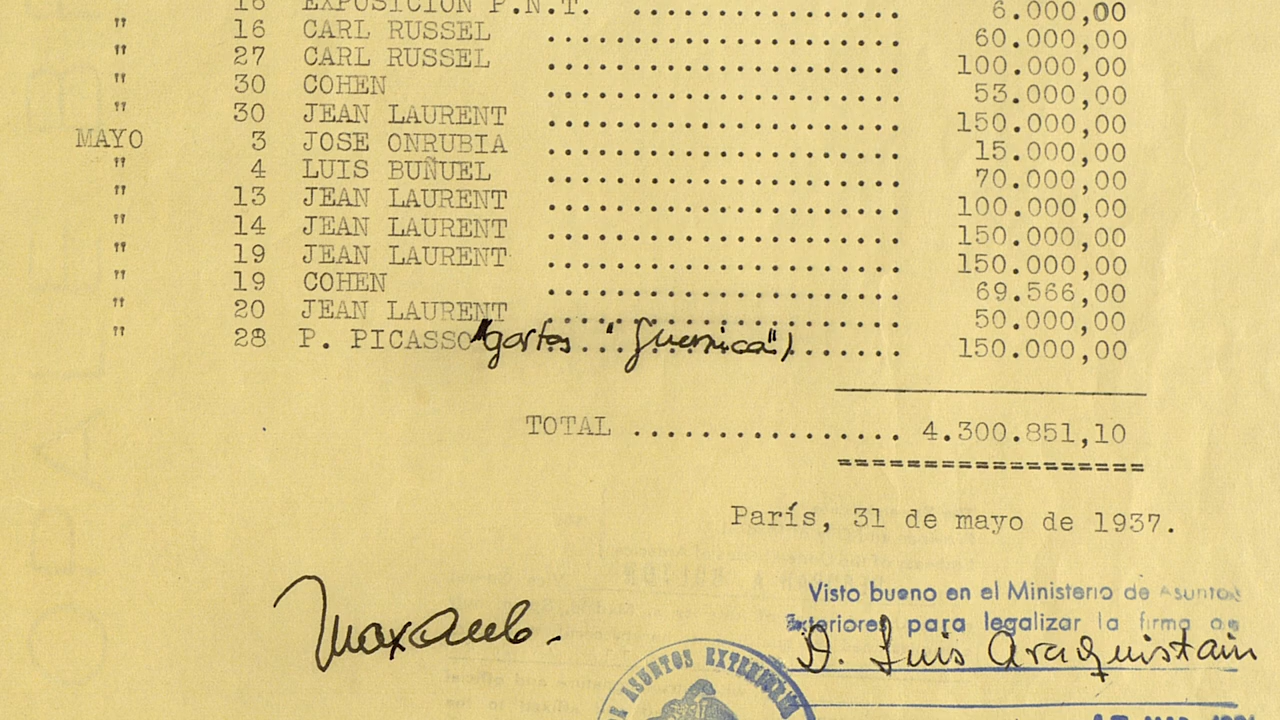 16 EXPOSICION P.N.T. .................... 6.000,00
" 16 CARL RUSSEL .................... 60.000,00
" 27 CARL RUSSEL .................... 100.000,00
" 30 COHEN .................... 53.000,00
" 30 JEAN LAURENT .................... 150.000,00
MAYO 3 JOSE ONRUBIA .................... 15.000,00
" 4 LUIS BUÑUEL .................... 70.000,00
" 13 JEAN LAURENT .................... 100.000,00
" 14 JEAN LAURENT .................... 150.000,00
" 19 JEAN LAURENT .................... 150.000,00
" 19 COHEN .................... 69.566,00
" 20 JEAN LAURENT .................... 50.000,00
" 28 P. PICASSO "gastos "Guernica") .................... 150.000,00
TOTAL ................ 4.300.851,10
París, 31 de mayo de 1937.
Max Aub.
Visto bueno en el Ministerio de Asuntos
Exteriores para legalizar la firma de
D. Luis Araquistain
ASUNTOS EXTERIORES